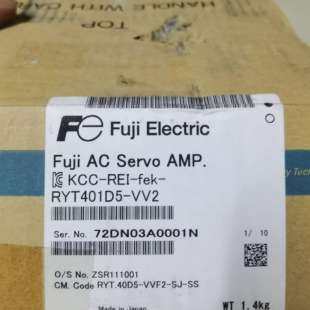 HANDLE WITH CARE
Fe Fuji Electric
Fuji AC Servo AMP.
KCC-REI-fek-
RYT401D5-VV2
Ser. No. 72DN03A0001N
1/ 10
O/S No. ZSR111001
CM. Code RYT.40D5-VVF2-SJ-SS
Made in Japan
WT 1.4kg